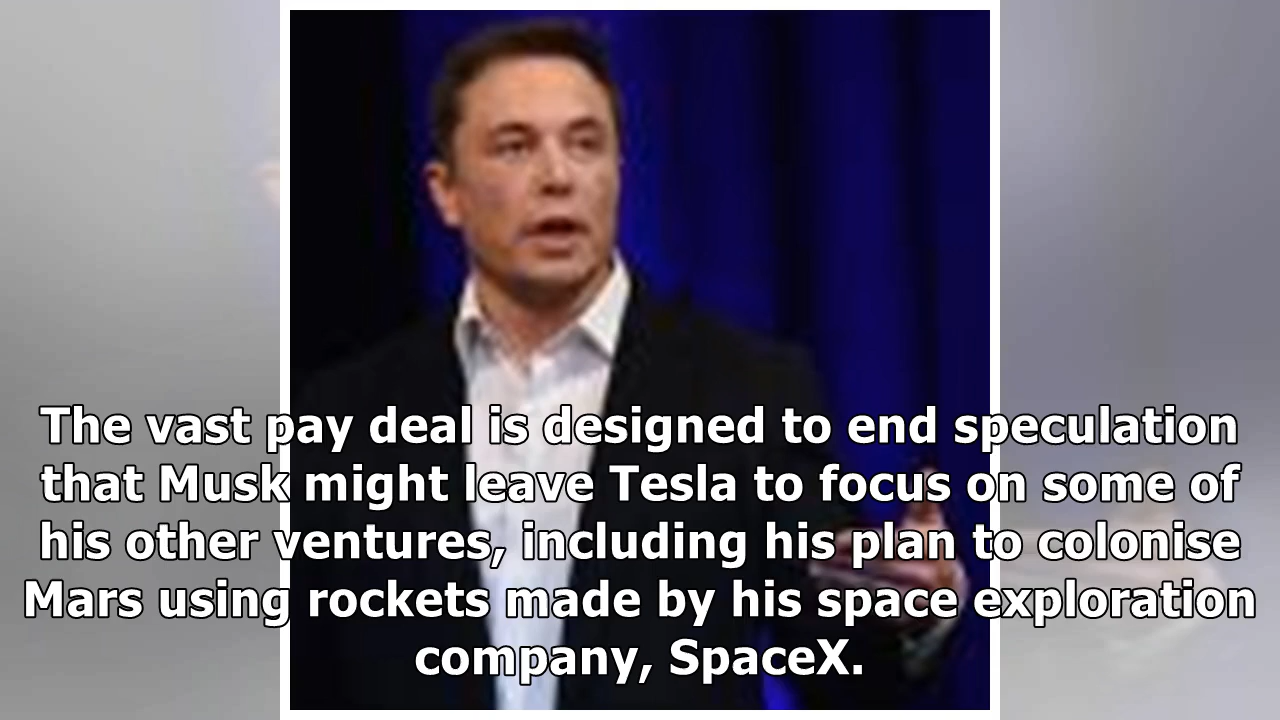 The vast pay deal is designed to end speculation
that Musk might leave Tesla to focus on some of
his other ventures, including his plan to colonise
Mars using rockets made by his space exploration
company, SpaceX.